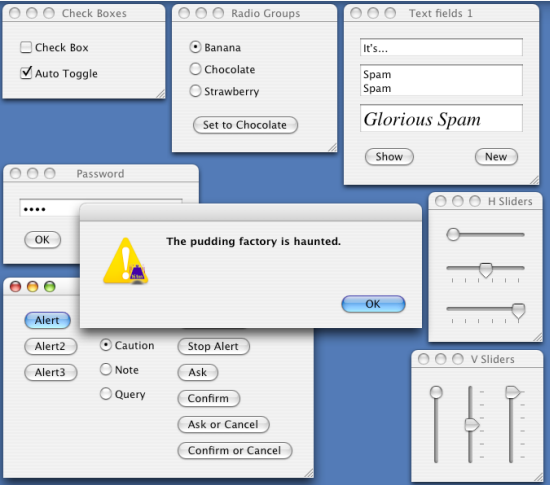 Check Boxes
Check Box
Auto Toggle
Radio Groups
Banana
Chocolate
Strawberry
Set to Chocolate
Text fields 1
It's...
Spam
Spam
Glorious Spam
Show
New
Password
OK
The pudding factory is haunted.
OK
H Sliders
Alert
Alert2
Alert3
Caution
Note
Query
Stop Alert
Ask
Confirm
Ask or Cancel
Confirm or Cancel
V Sliders